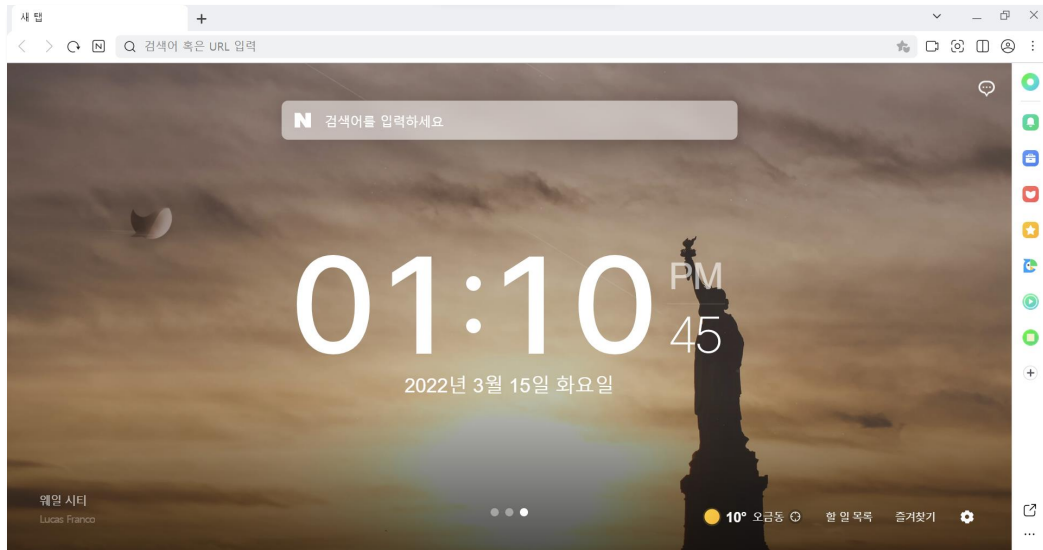 새 탭
검색어 혹은 URL 입력
N 검색어를 입력하세요
01:10 PM
45
2022년 3월 15일 화요일
웨일 시티
Lucas Franco
10° 오금동 할 일 목록 즐겨찾기